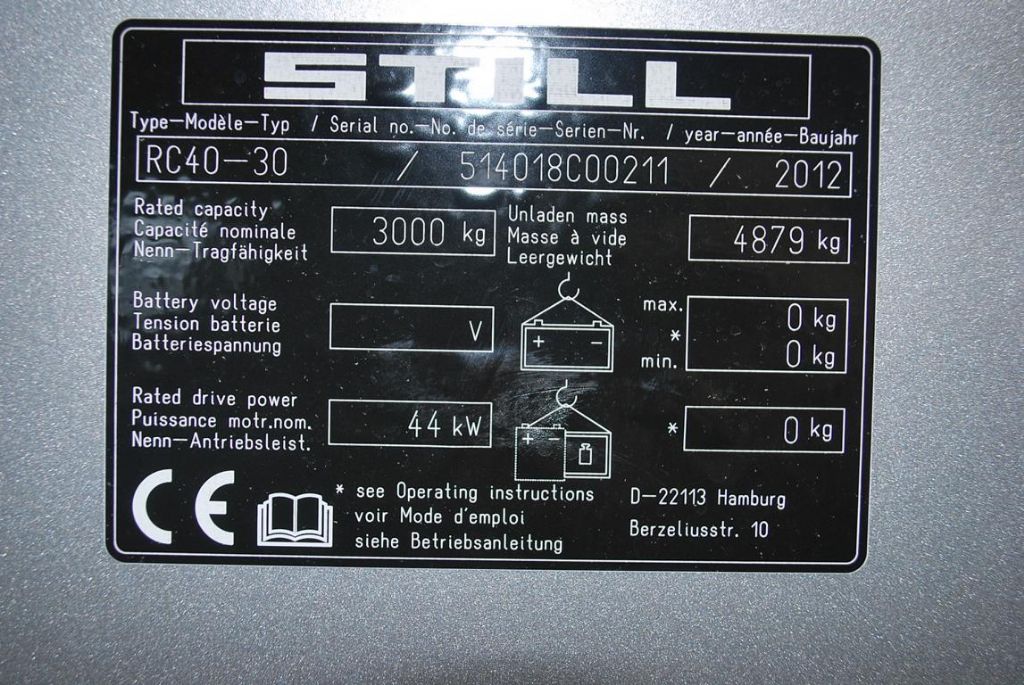 STILL
Type-Modèle-Typ / Serial no.-No. de série-Serien-Nr. / year-année-Baujahr
RC40-30 / 514018C00211 / 2012
Rated capacity
Capacité nominale
Nenn-Tragfähigkeit
3000 kg
Unladen mass
Masse à vide
Leergewicht
4879 kg
Battery voltage
Tension batterie
Batteriespannung
V
+ -
max. 0 kg
*
min. 0 kg
Rated drive power
Puissance motr.nom.
Nenn-Antriebsleist.
44 kW
+ -
* 0 kg
CE
* see Operating instructions
voir Mode d'emploi
siehe Betriebsanleitung
D-22113 Hamburg
Berzeliusstr. 10